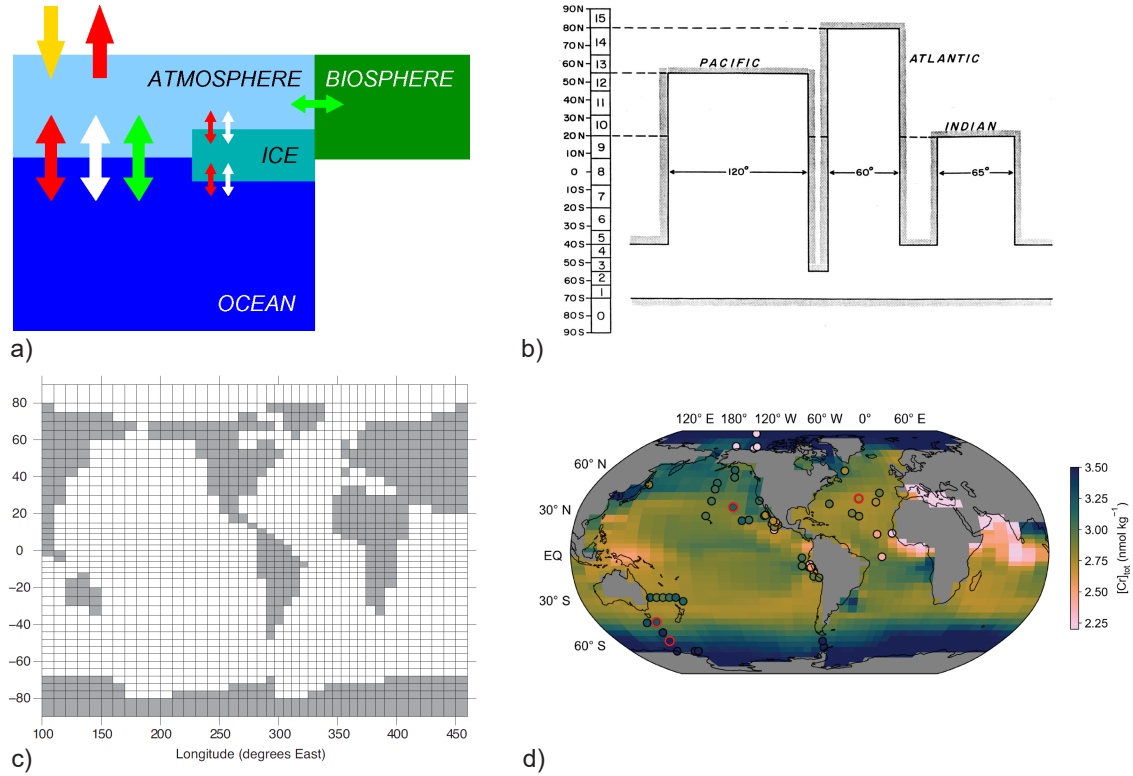 ATMOSPHERE
BIOSPHERE
ICE
OCEAN
a)
90N
80N
70N
60N
50N
40N
30N
20N
10N
0
10S
20S
30S
40S
50S
60S
70S
80S
90S
15
14
13
12
11
10
9
8
7
6
5
4
3
2
1
0
PACIFIC
ATLANTIC
INDIAN
120°
60°
65°
b)
80
60
40
20
0
−20
−40
−60
−80
100 150 200 250 300 350 400 450
Longitude (degrees East)
c)
120° E 180° 120° W 60° W 0° 60° E
60° N
30° N
EQ
30° S
60° S
3.50
3.25
3.00
2.75
2.50
2.25
[Cr]tot (nmol kg⁻¹)
d)